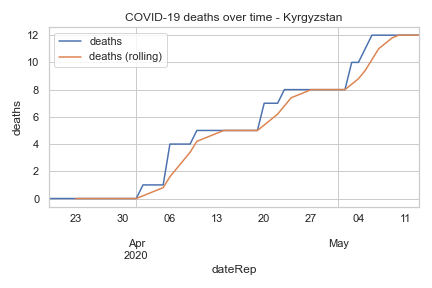 COVID-19 deaths over time - Kyrgyzstan
deaths
deaths (rolling)
deaths
12
10
8
6
4
2
0
23 30 06 13 20 27 04 11
Apr May
2020
dateRep